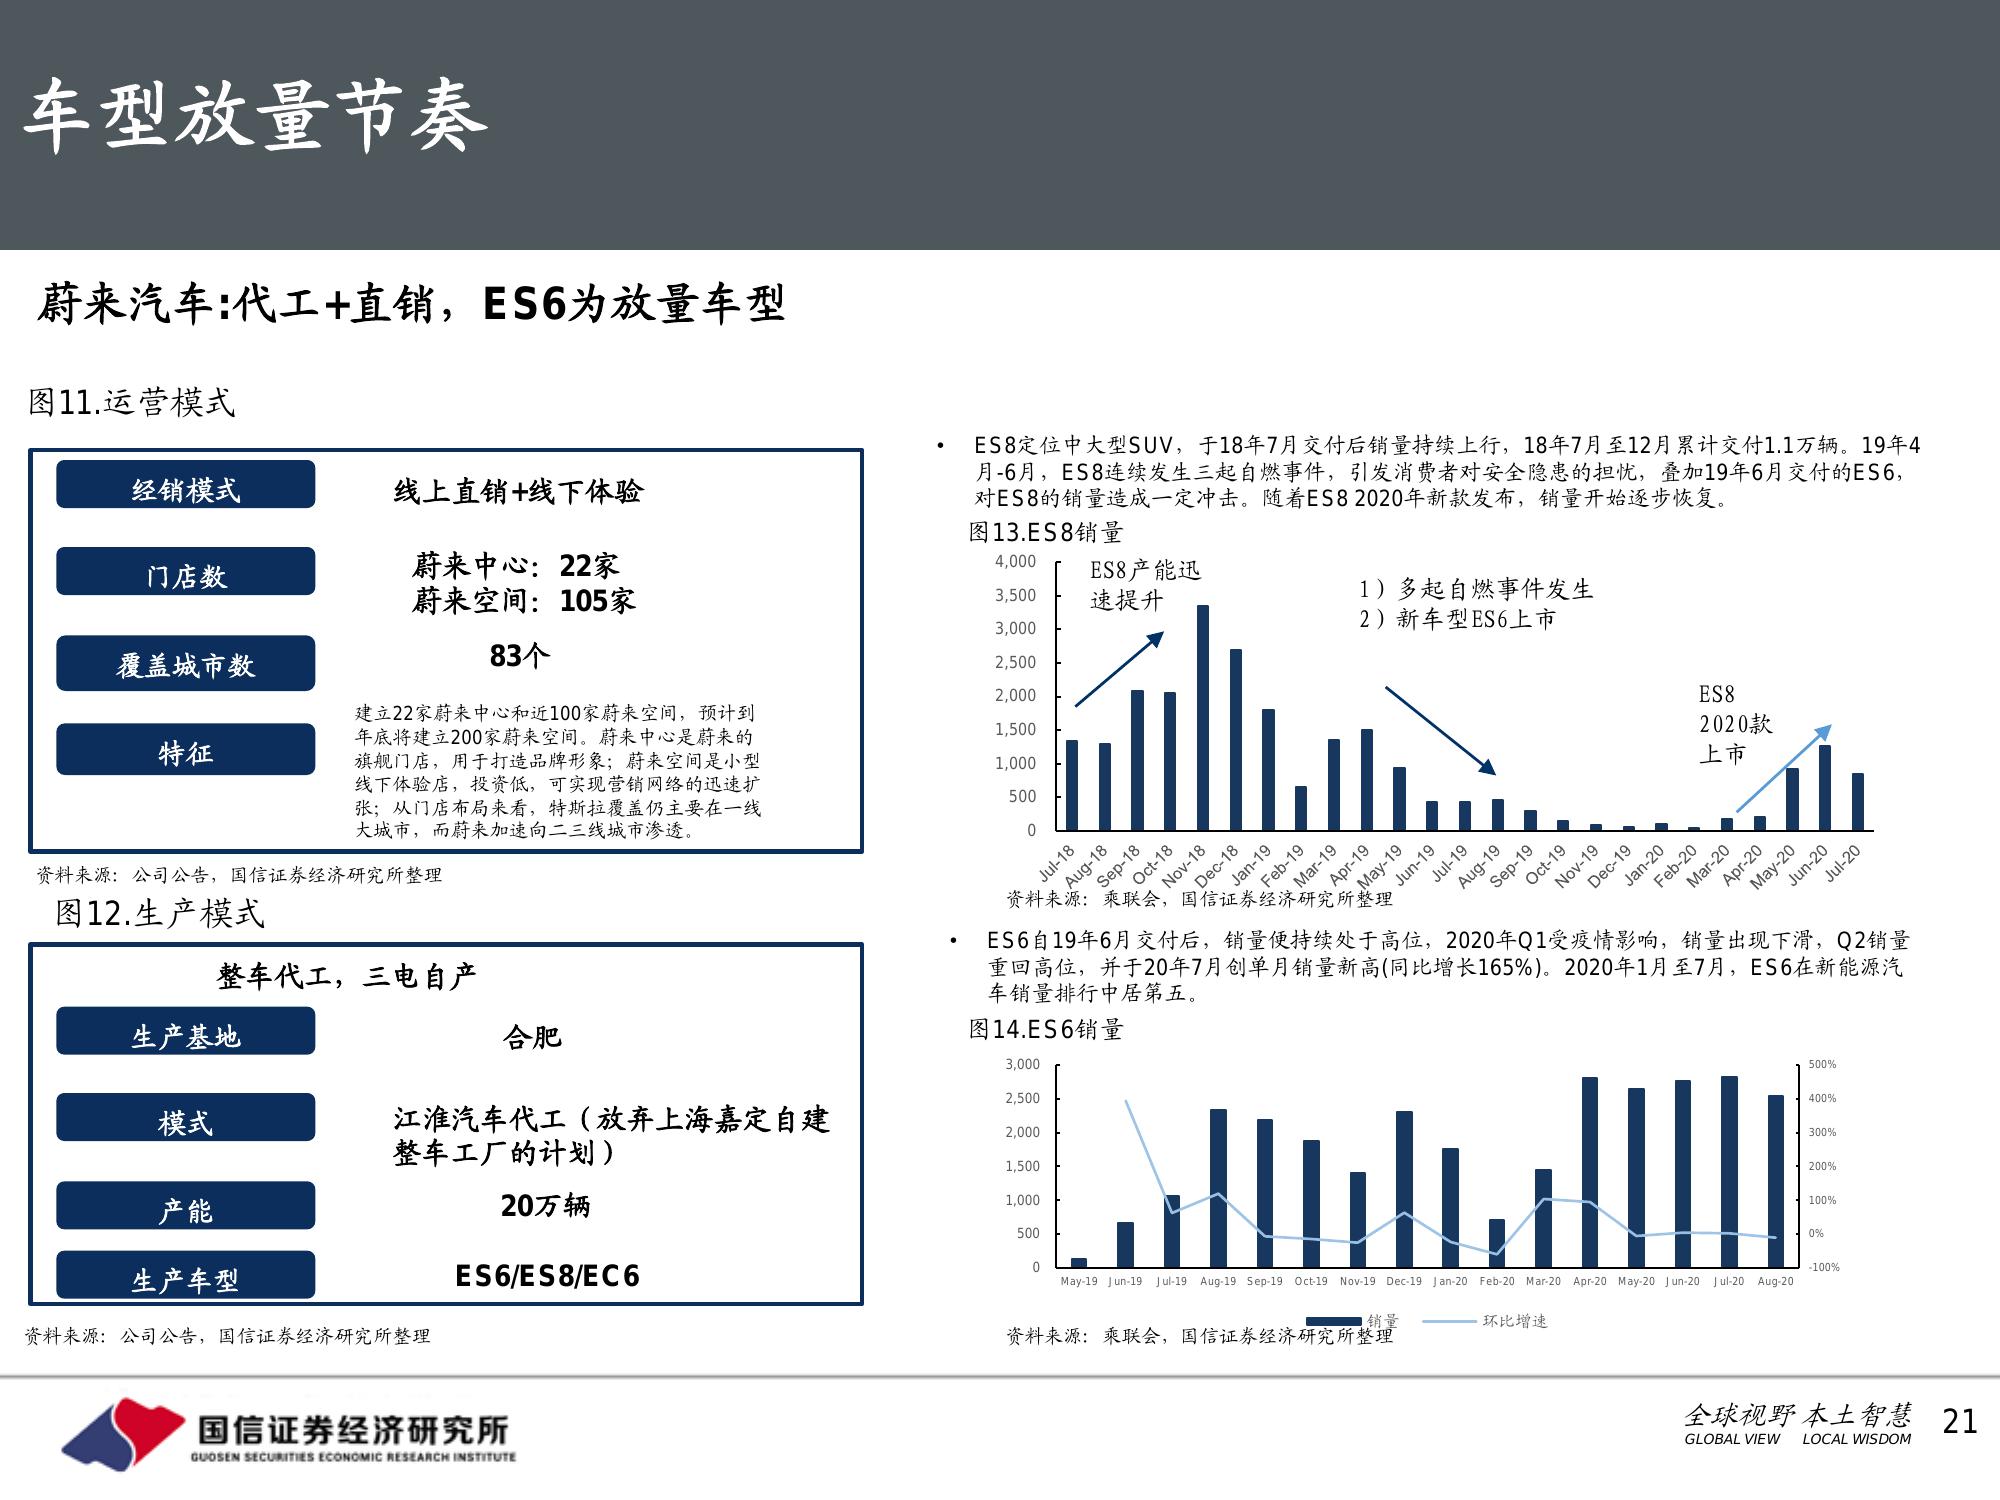 车型放量节奏
蔚来汽车:代工+直销，ES6为放量车型
图11.运营模式
经销模式
线上直销+线下体验
门店数
蔚来中心：22家
蔚来空间：105家
覆盖城市数
83个
特征
建立22家蔚来中心和近100家蔚来空间，预计到
年底将建立200家蔚来空间。蔚来中心是蔚来的
旗舰门店，用于打造品牌形象；蔚来空间是小型
线下体验店，投资低，可实现营销网络的迅速扩
张；从门店布局来看，特斯拉覆盖仍主要在一线
大城市，而蔚来加速向二三线城市渗透。
资料来源：公司公告，国信证券经济研究所整理
图12.生产模式
整车代工，三电自产
生产基地
合肥
模式
江淮汽车代工（放弃上海嘉定自建
整车工厂的计划）
产能
20万辆
生产车型
ES6/ES8/EC6
资料来源：公司公告，国信证券经济研究所整理
• ES8定位中大型SUV，于18年7月交付后销量持续上行，18年7月至12月累计交付1.1万辆。19年4
月-6月，ES8连续发生三起自燃事件，引发消费者对安全隐患的担忧，叠加19年6月交付的ES6，
对ES8的销量造成一定冲击。随着ES8 2020年新款发布，销量开始逐步恢复。
图13.ES8销量
4,000
3,500
3,000
2,500
2,000
1,500
1,000
500
0
ES8产能迅
速提升
1）多起自燃事件发生
2）新车型ES6上市
ES8
2020款
上市
Jul-18 Aug-18 Sep-18 Oct-18 Nov-18 Dec-18 Jan-19 Feb-19 Mar-19 Apr-19 May-19 Jun-19 Jul-19 Aug-19 Sep-19 Oct-19 Nov-19 Dec-19 Jan-20 Feb-20 Mar-20 Apr-20 May-20 Jun-20 Jul-20
资料来源：乘联会，国信证券经济研究所整理
• ES6自19年6月交付后，销量便持续处于高位，2020年Q1受疫情影响，销量出现下滑，Q2销量
重回高位，并于20年7月创单月销量新高(同比增长165%)。2020年1月至7月，ES6在新能源汽
车销量排行中居第五。
图14.ES6销量
3,000
2,500
2,000
1,500
1,000
500
0
500%
400%
300%
200%
100%
0%
-100%
May-19 Jun-19 Jul-19 Aug-19 Sep-19 Oct-19 Nov-19 Dec-19 Jan-20 Feb-20 Mar-20 Apr-20 May-20 Jun-20 Jul-20 Aug-20
销量 环比增速
资料来源：乘联会，国信证券经济研究所整理
国信证券经济研究所
GUOSEN SECURITIES ECONOMIC RESEARCH INSTITUTE
全球视野 本土智慧
GLOBAL VIEW LOCAL WISDOM
21